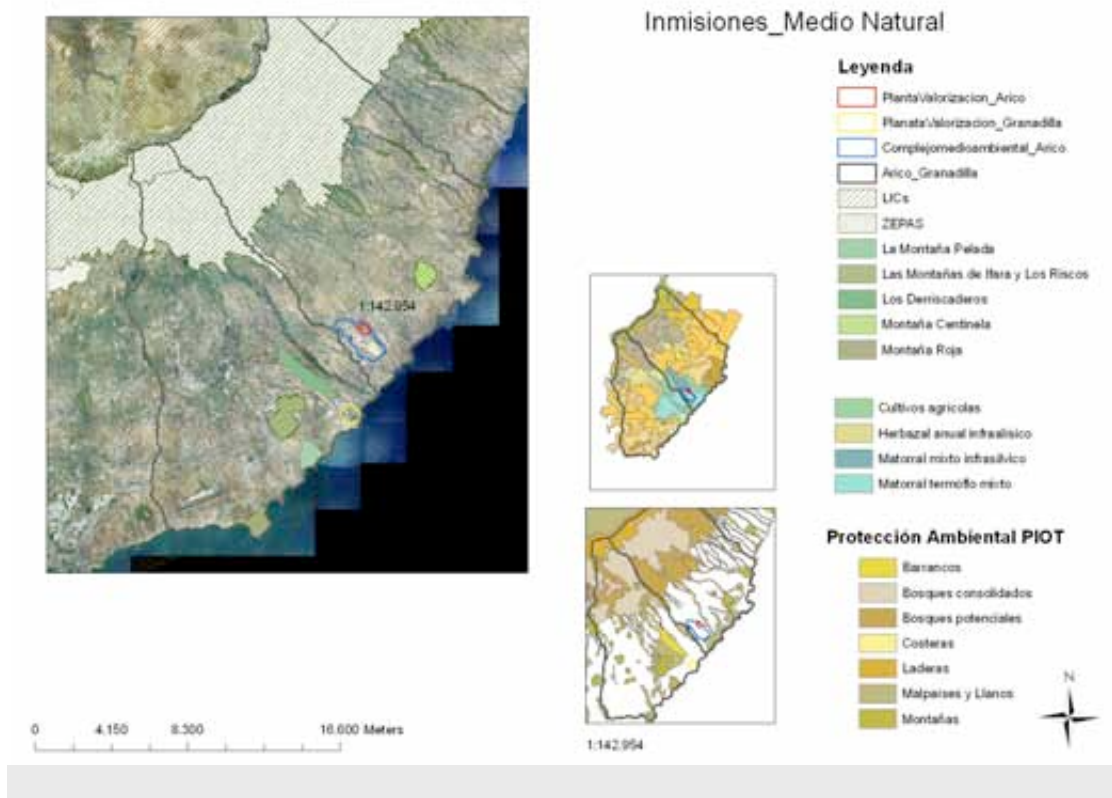 Inmisiones_Medio Natural
Leyenda
PlantaValorizacion_Arico
PlanataValorizacion_Granadilla
Complejomedioambiental_Arico
Arico_Granadilla
LICs
ZEPAS
La Montaña Pelada
Las Montañas de Ifara y Los Riscos
Los Derriscaderos
Montaña Centinela
Montaña Roja
1:142.954
Cultivos agricolas
Herbazal anual infraalisico
Matorral mixto infrasilvico
Matorral termoflo mixto
Protección Ambiental PIOT
Barrancos
Bosques consolidados
Bosques potenciales
Costeras
Laderas
Malpaises y Llanos
Montañas
N
0 4.150 8.300 16.600 Meters
1:142.954